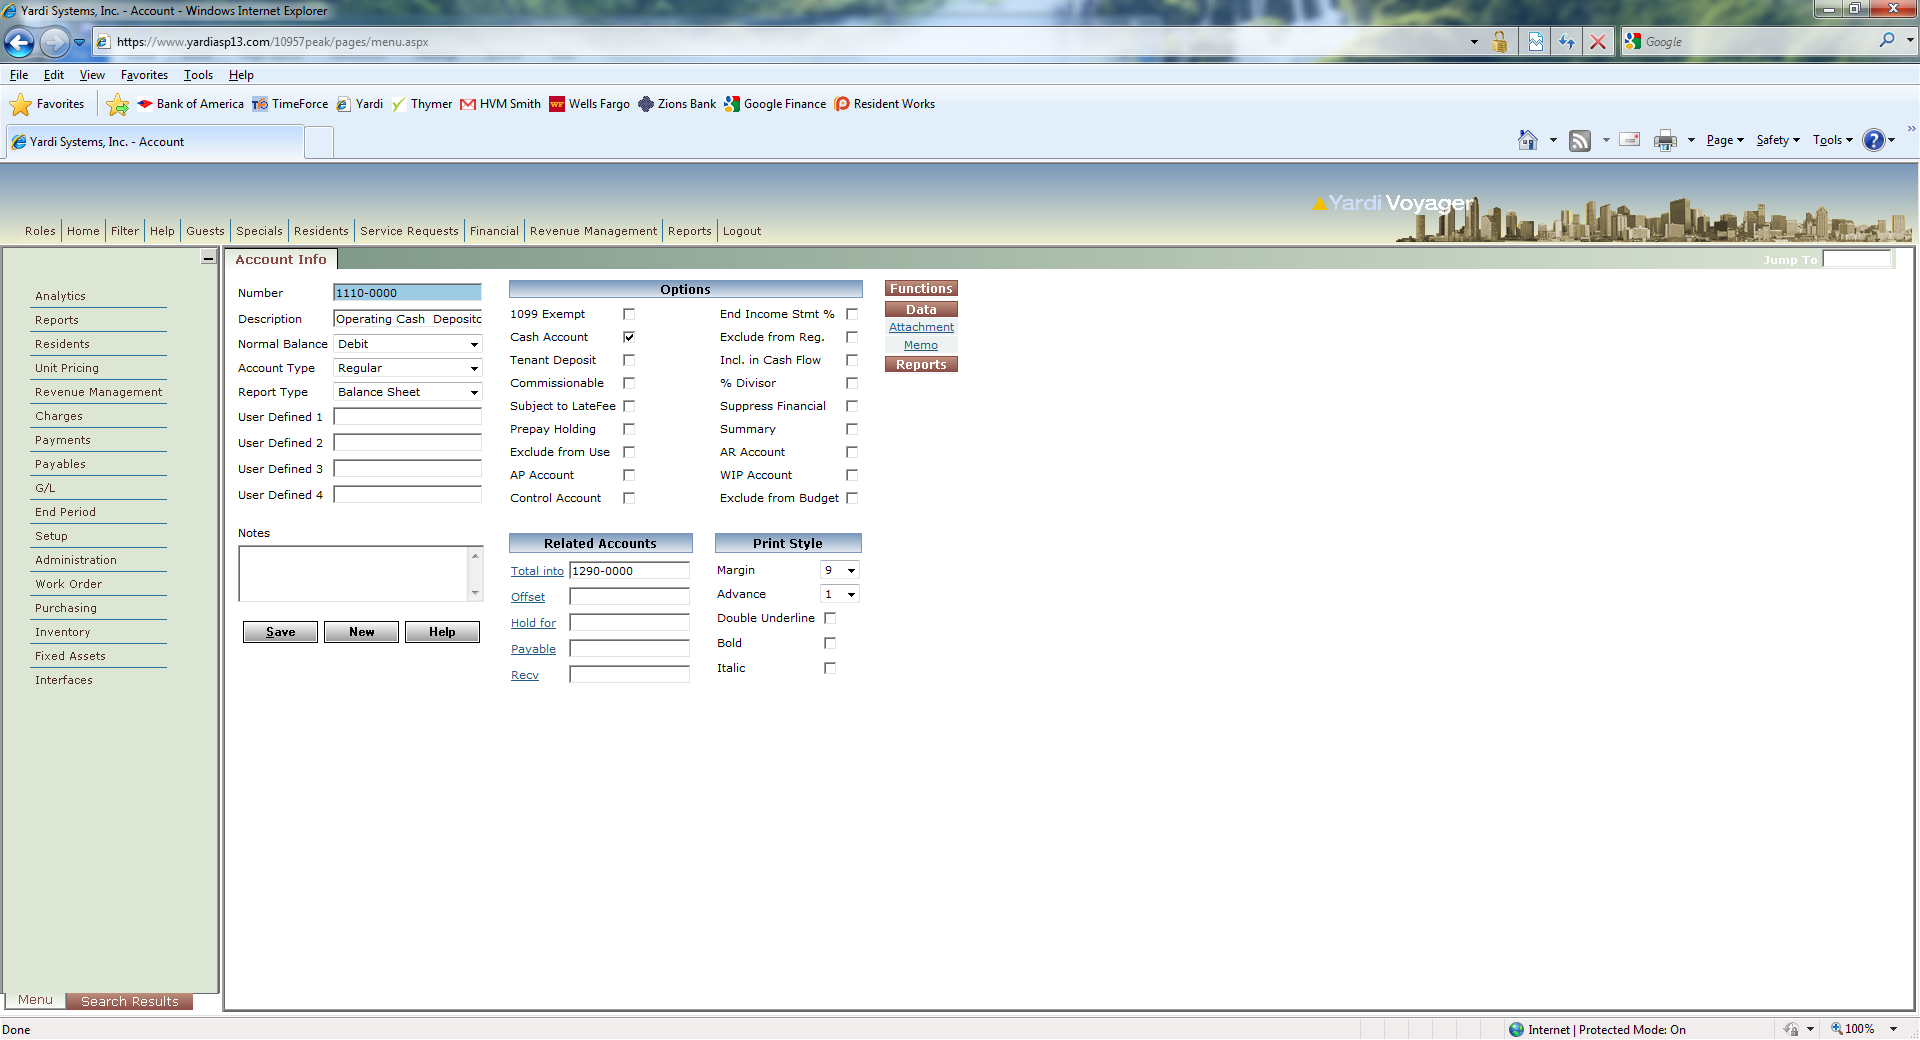 Yardi Systems, Inc. - Account - Windows Internet Explorer
https://www.yardiasp13.com/10957peak/pages/menu.aspx
Google
File Edit View Favorites Tools Help
Favorites Bank of America TimeForce Yardi Thymer HVM Smith Wells Fargo Zions Bank Google Finance Resident Works
Yardi Systems, Inc. - Account
Page Safety Tools
Yardi Voyager
Roles Home Filter Help Guests Specials Residents Service Requests Financial Revenue Management Reports Logout
Account Info
Jump To
Analytics
Reports
Residents
Unit Pricing
Revenue Management
Charges
Payments
Payables
G/L
End Period
Setup
Administration
Work Order
Purchasing
Inventory
Fixed Assets
Interfaces
Menu Search Results
Number 1110-0000
Description Operating Cash Depositc
Normal Balance Debit
Account Type Regular
Report Type Balance Sheet
User Defined 1
User Defined 2
User Defined 3
User Defined 4
Notes
Save New Help
Options
1099 Exempt End Income Stmt %
Cash Account Exclude from Reg.
Tenant Deposit Incl. in Cash Flow
Commissionable % Divisor
Subject to LateFee Suppress Financial
Prepay Holding Summary
Exclude from Use AR Account
AP Account WIP Account
Control Account Exclude from Budget
Related Accounts
Total into 1290-0000
Offset
Hold for
Payable
Recv
Print Style
Margin 9
Advance 1
Double Underline
Bold
Italic
Functions
Data
Attachment
Memo
Reports
Done
Internet | Protected Mode: On
100%